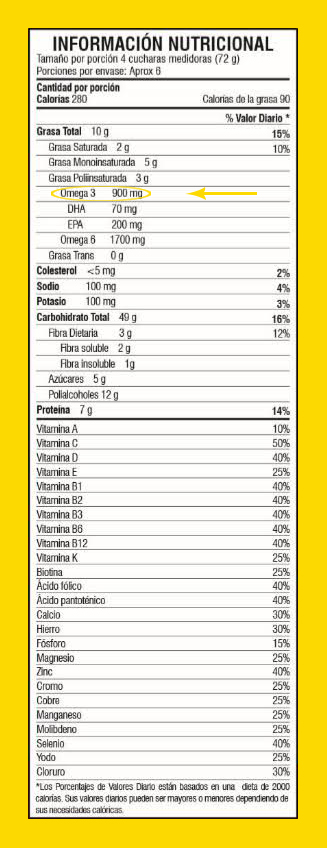 INFORMACIÓN NUTRICIONAL
Tamaño por porción 4 cucharas medidoras (72 g)
Porciones por envase: Aprox 6
Cantidad por porción
Calorías 280 Calorías de la grasa 90
% Valor Diario *
Grasa Total 10 g 15%
Grasa Saturada 2 g 10%
Grasa Monoinsaturada 5 g
Grasa Poliinsaturada 3 g
Omega 3 900 mg
DHA 70 mg
EPA 200 mg
Omega 6 1700 mg
Grasa Trans 0 g
Colesterol <5 mg 2%
Sodio 100 mg 4%
Potasio 100 mg 3%
Carbohidrato Total 49 g 16%
Fibra Dietaria 3 g 12%
Fibra soluble 2 g
Fibra insoluble 1g
Azúcares 5 g
Polialcoholes 12 g
Proteína 7 g 14%
Vitamina A 10%
Vitamina C 50%
Vitamina D 40%
Vitamina E 25%
Vitamina B1 40%
Vitamina B2 40%
Vitamina B3 40%
Vitamina B6 40%
Vitamina B12 40%
Vitamina K 25%
Biotina 25%
Ácido fólico 40%
Ácido pantoténico 40%
Calcio 30%
Hierro 30%
Fósforo 15%
Magnesio 25%
Zinc 40%
Cromo 25%
Cobre 25%
Manganeso 25%
Molibdeno 25%
Selenio 40%
Yodo 25%
Cloruro 30%
*Los Porcentajes de Valores Diario están basados en una dieta de 2000
calorías. Sus valores diarios pueden ser mayores o menores dependiendo de
sus necesidades calóricas.